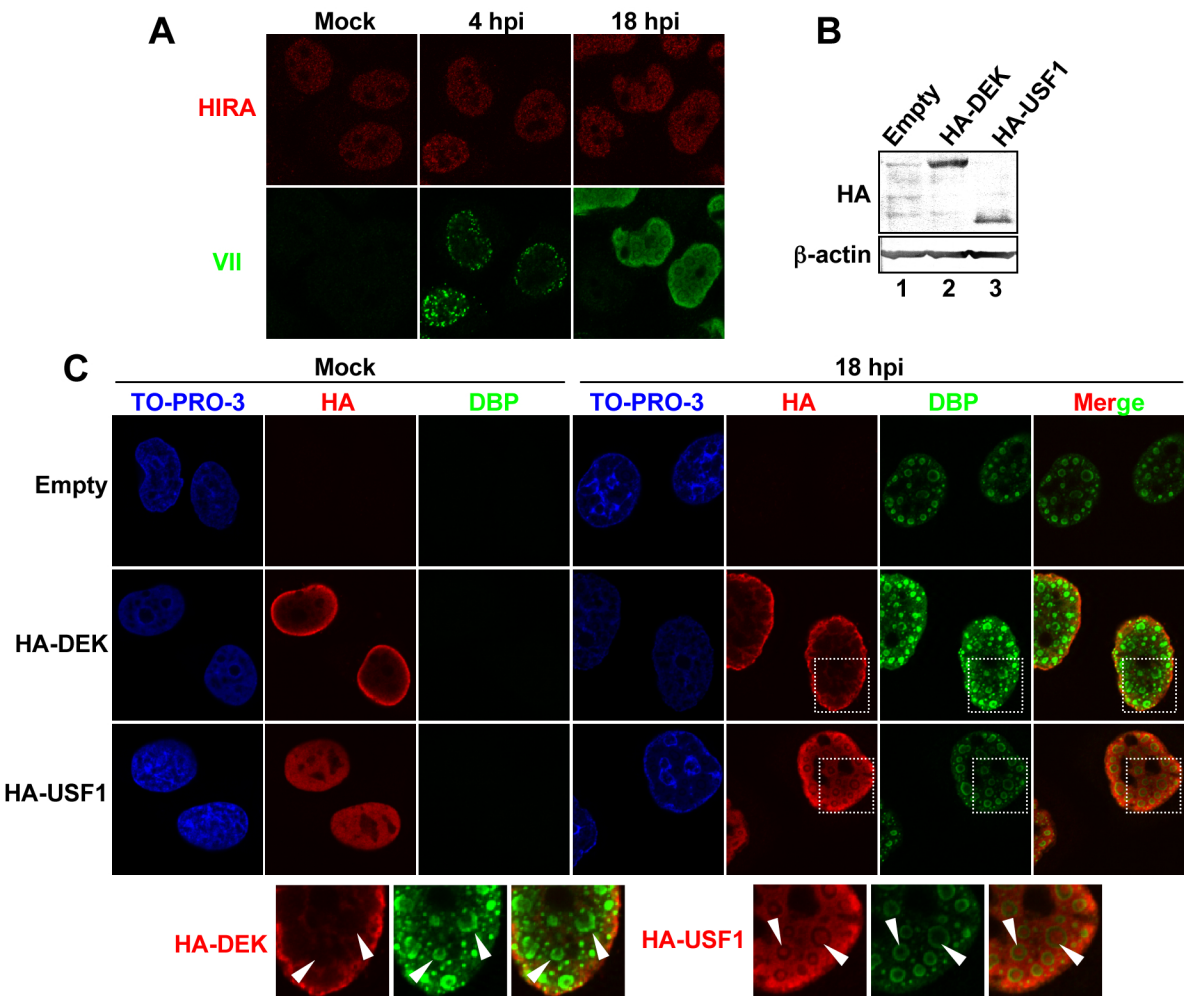 A
Mock 4 hpi 18 hpi
HIRA
VII
B
Empty HA-DEK HA-USF1
HA
β-actin
1 2 3
C
Mock 18 hpi
TO-PRO-3 HA DBP TO-PRO-3 HA DBP Merge
Empty
HA-DEK
HA-USF1
HA-DEK HA-USF1